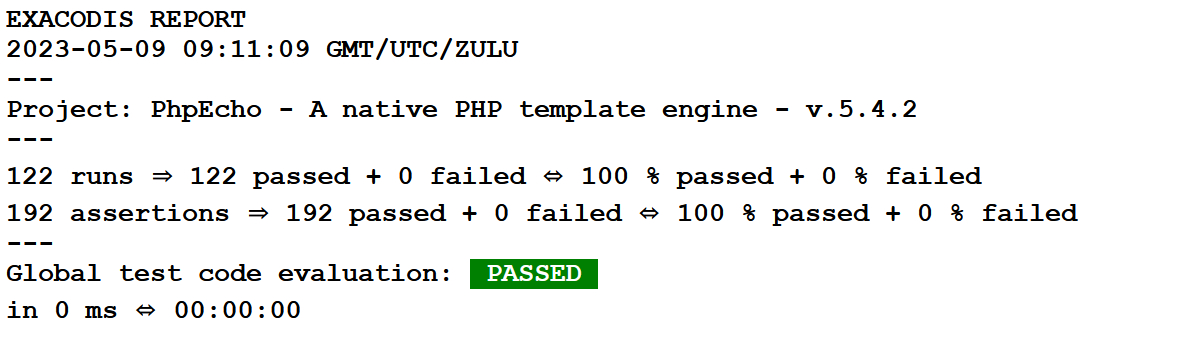 EXACODIS REPORT
2023-05-09 09:11:09 GMT/UTC/ZULU
---
Project: PhpEcho - A native PHP template engine - v.5.4.2
---
122 runs ⇒ 122 passed + 0 failed ⇔ 100 % passed + 0 % failed
192 assertions ⇒ 192 passed + 0 failed ⇔ 100 % passed + 0 % failed
---
Global test code evaluation: PASSED
in 0 ms ⇔ 00:00:00